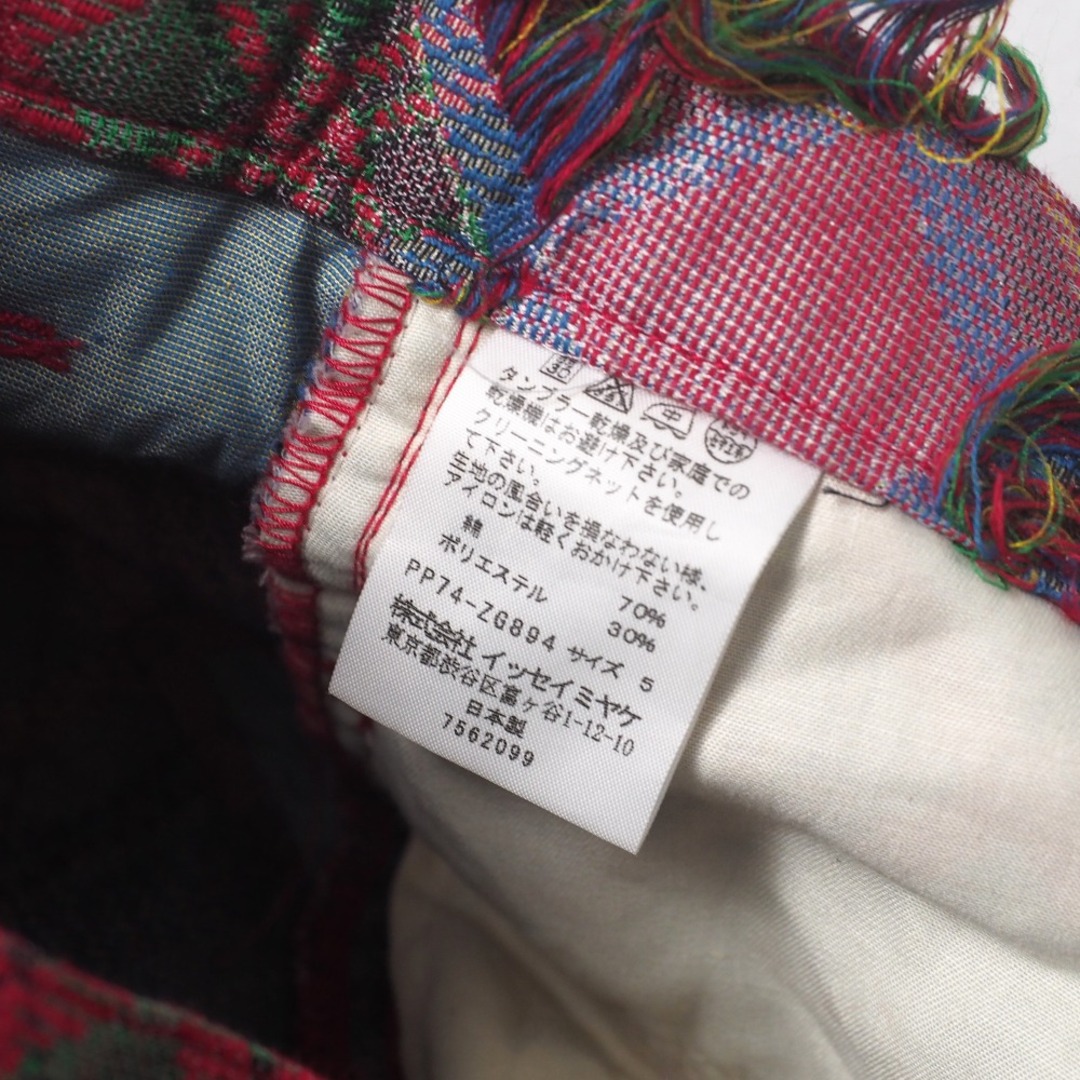 30
タンブラー乾燥及び家庭での
乾燥機はお避け下さい。
クリーニングネットを使用し
て下さい。
生地の風合いを損なわない様、
アイロンは軽くおかけ下さい。
綿 70%
ポリエステル 30%
PP74-ZG894 サイズ 5
株式会社 イッセイミヤケ
東京都渋谷区富ヶ谷1-12-10
日本製
7562099